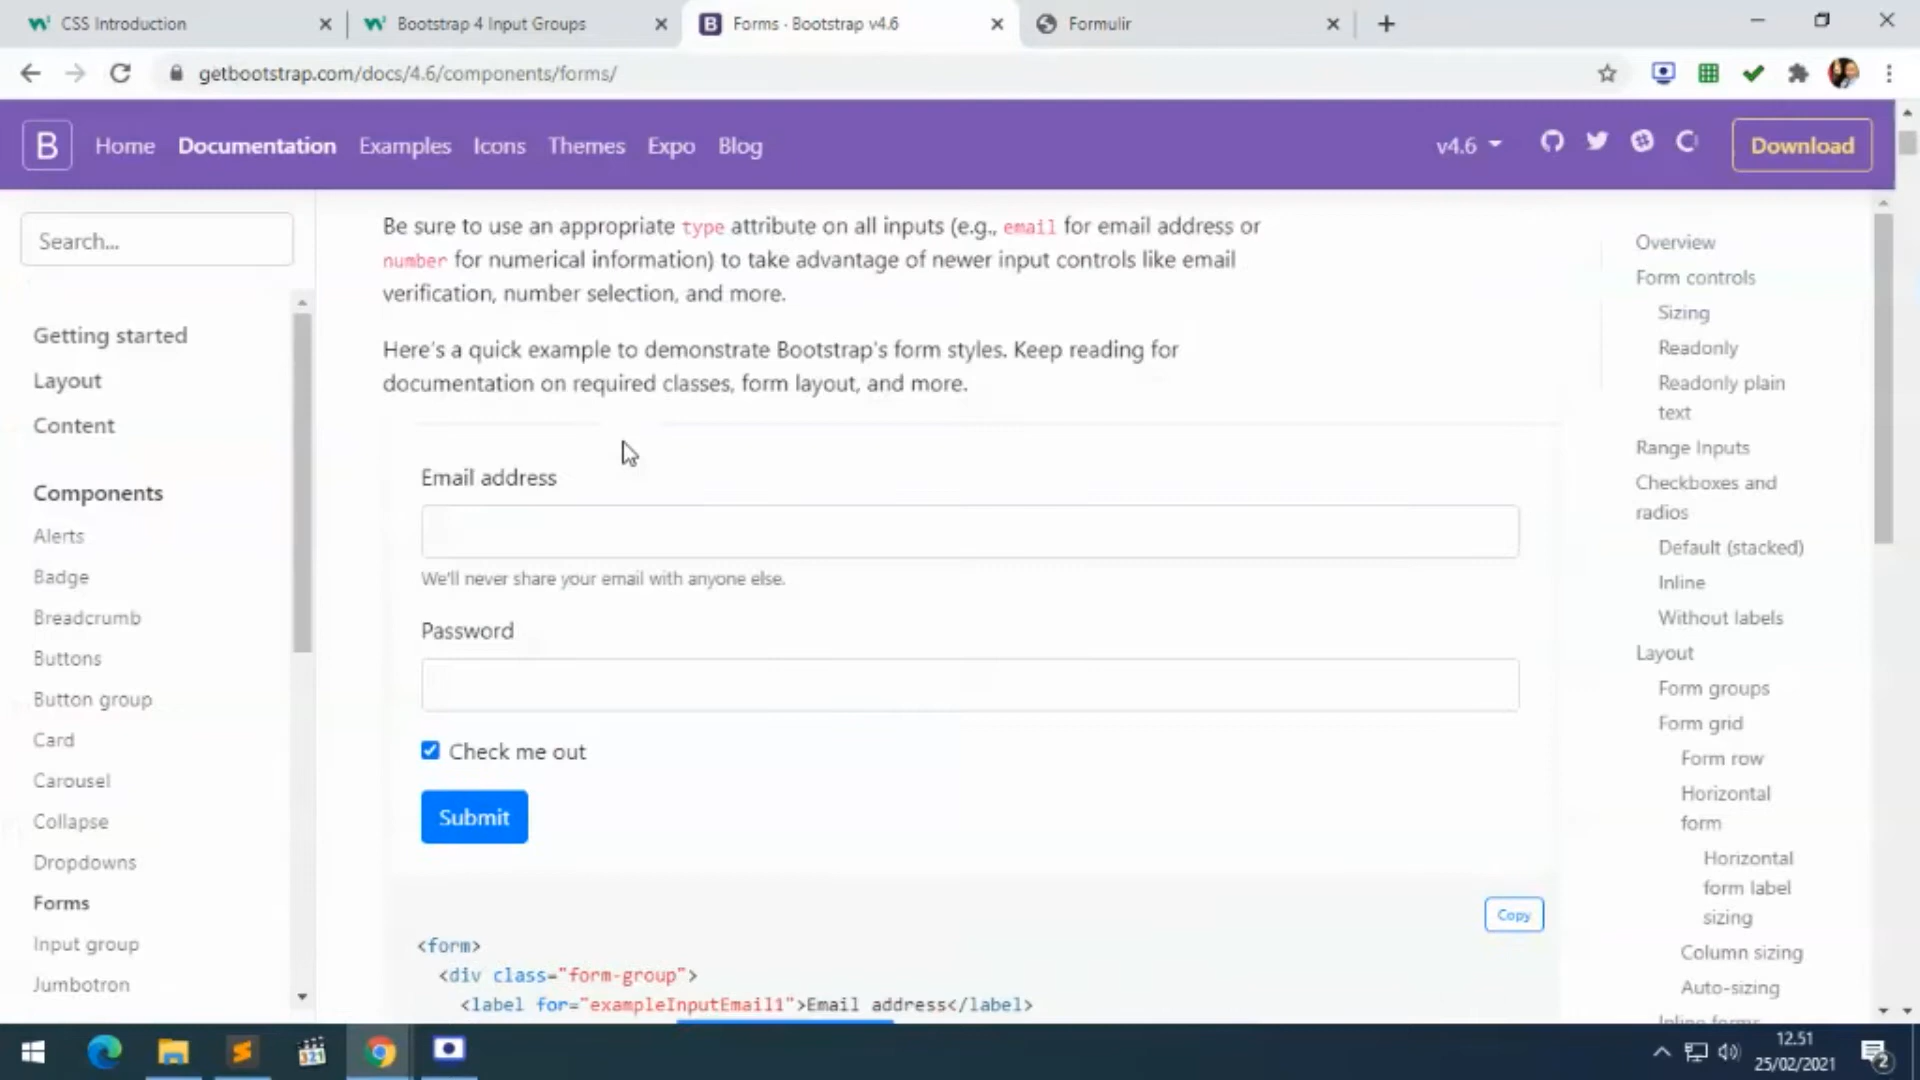 CSS Introduction
Bootstrap 4 Input Groups
B
Forms - Bootstrap v4.6
Formulir
getbootstrap.com/docs/4.6/components/forms/
B
Home
Documentation
Examples
Icons
Themes
Expo
Blog
v4.6
Download
Search...
Getting started
Layout
Content
Components
Alerts
Badge
Breadcrumb
Buttons
Button group
Card
Carousel
Collapse
Dropdowns
Forms
Input group
Jumbotron
Be sure to use an appropriate type attribute on all inputs (e.g., email for email address or
number for numerical information) to take advantage of newer input controls like email
verification, number selection, and more.
Here's a quick example to demonstrate Bootstrap's form styles. Keep reading for
documentation on required classes, form layout, and more.
Email address
We'll never share your email with anyone else.
Password
Check me out
Submit
Copy
<form>
<div class="form-group">
<label for="exampleInputEmail1">Email address</label>
Overview
Form controls
Sizing
Readonly
Readonly plain
text
Range Inputs
Checkboxes and
radios
Default (stacked)
Inline
Without labels
Layout
Form groups
Form grid
Form row
Horizontal
form
Horizontal
form label
sizing
Column sizing
Auto-sizing
Inline forms
321
12.51
25/02/2021
2